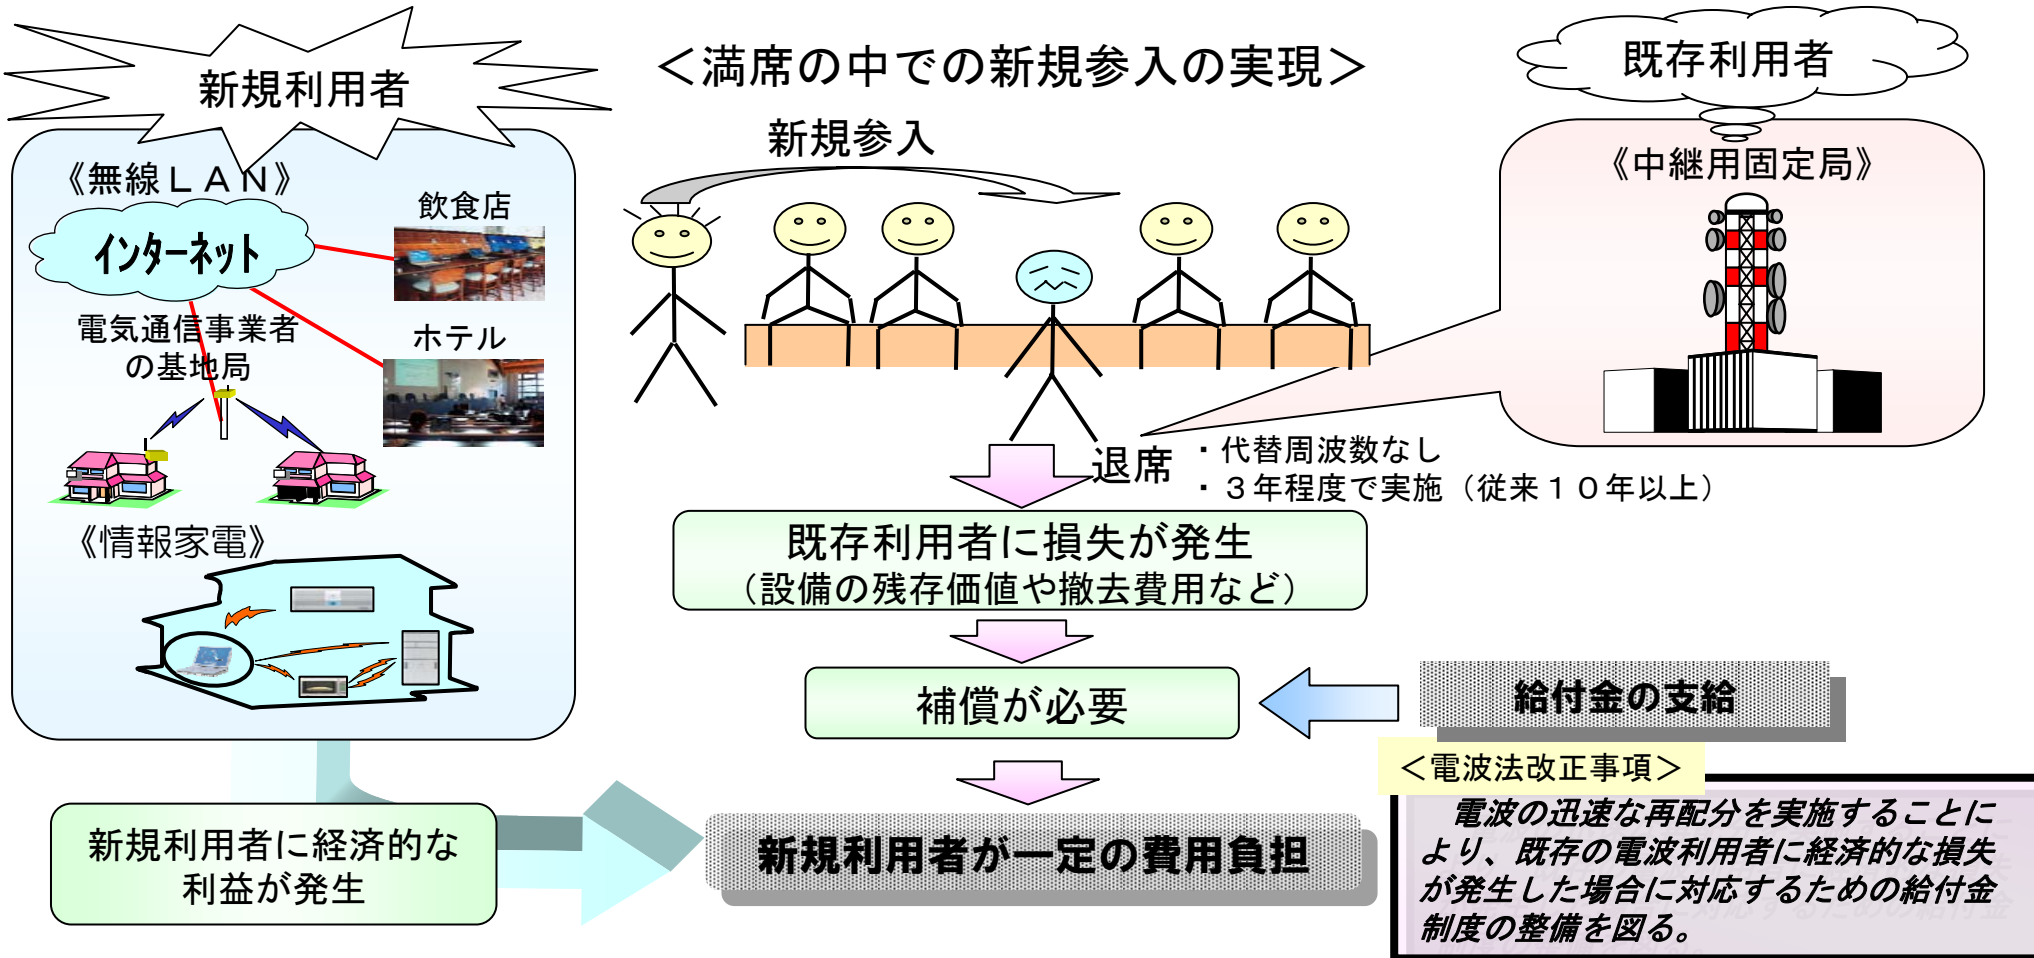 新規利用者
＜満席の中での新規参入の実現＞
既存利用者
新規参入
《無線ＬＡＮ》
飲食店
インターネット
電気通信事業者
の基地局
ホテル
《情報家電》
《中継用固定局》
退席
・代替周波数なし
・３年程度で実施（従来１０年以上）
既存利用者に損失が発生
（設備の残存価値や撤去費用など）
補償が必要
給付金の支給
＜電波法改正事項＞
電波の迅速な再配分を実施することに
より、既存の電波利用者に経済的な損失
が発生した場合に対応するための給付金
制度の整備を図る。
新規利用者に経済的な
利益が発生
新規利用者が一定の費用負担